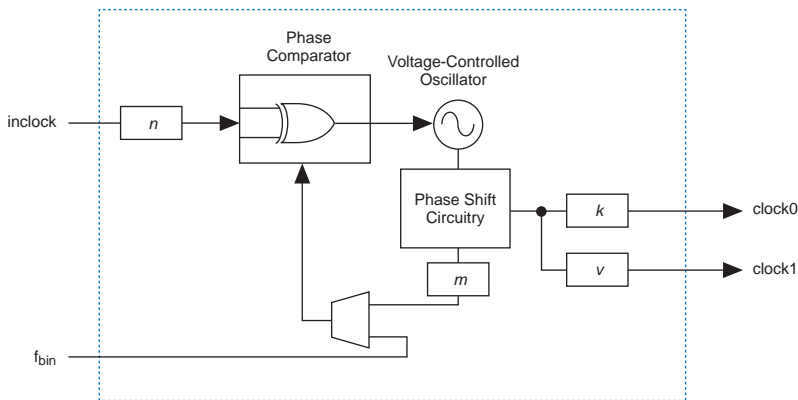 Phase
Comparator
Voltage-Controlled
Oscillator
inclock
n
Phase Shift
Circuitry
k
clock0
v
clock1
m
fbin